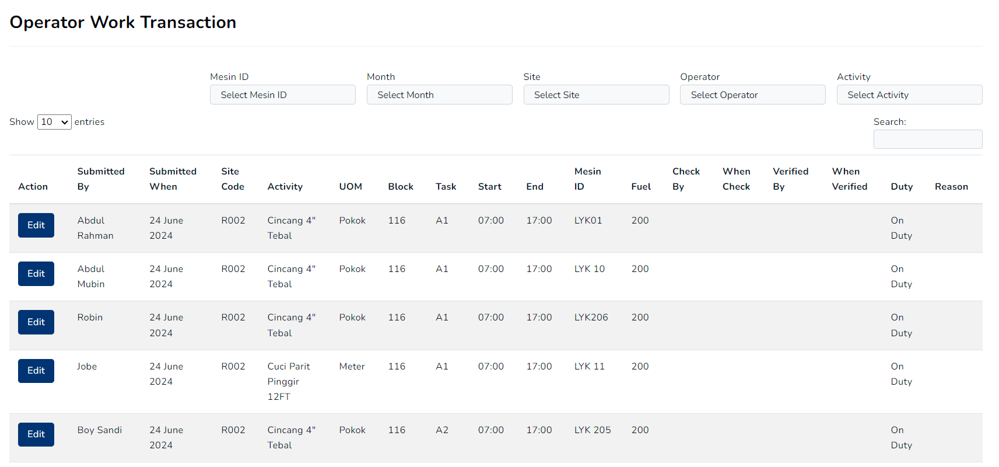 Operator Work Transaction
Mesin ID Month Site Operator Activity
Select Mesin ID Select Month Select Site Select Operator Select Activity
Show 10 entries Search:
Action Submitted By Submitted When Site Code Activity UOM Block Task Start End Mesin ID Fuel Check By When Check Verified By When Verified Duty Reason
Edit Abdul Rahman 24 June 2024 R002 Cincang 4" Tebal Pokok 116 A1 07:00 17:00 LYK01 200 On Duty
Edit Abdul Mubin 24 June 2024 R002 Cincang 4" Tebal Pokok 116 A1 07:00 17:00 LYK 10 200 On Duty
Edit Robin 24 June 2024 R002 Cincang 4" Tebal Pokok 116 A1 07:00 17:00 LYK206 200 On Duty
Edit Jobe 24 June 2024 R002 Cuci Parit Pinggir 12FT Meter 116 A1 07:00 17:00 LYK 11 200 On Duty
Edit Boy Sandi 24 June 2024 R002 Cincang 4" Tebal Pokok 116 A2 07:00 17:00 LYK 205 200 On Duty